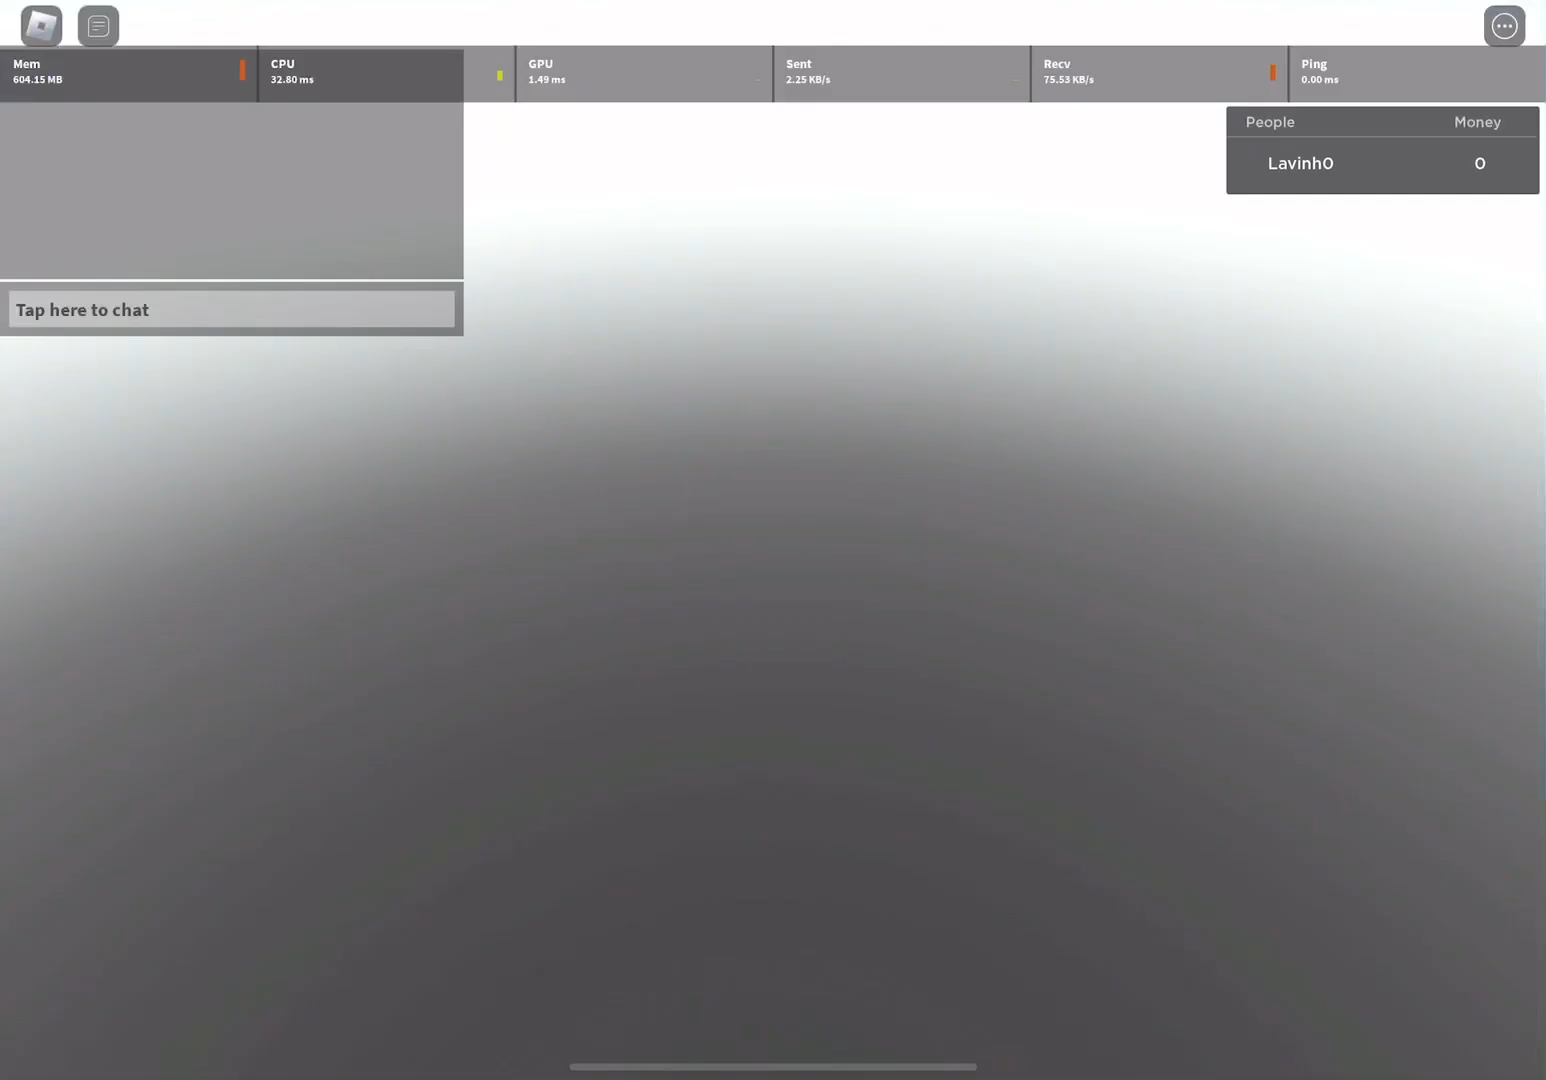 Mem
604.15 MB
CPU
32.80 ms
GPU
1.49 ms
Sent
2.25 KB/s
Recv
75.53 KB/s
Ping
0.00 ms
People Money
Lavinh0 0
Tap here to chat